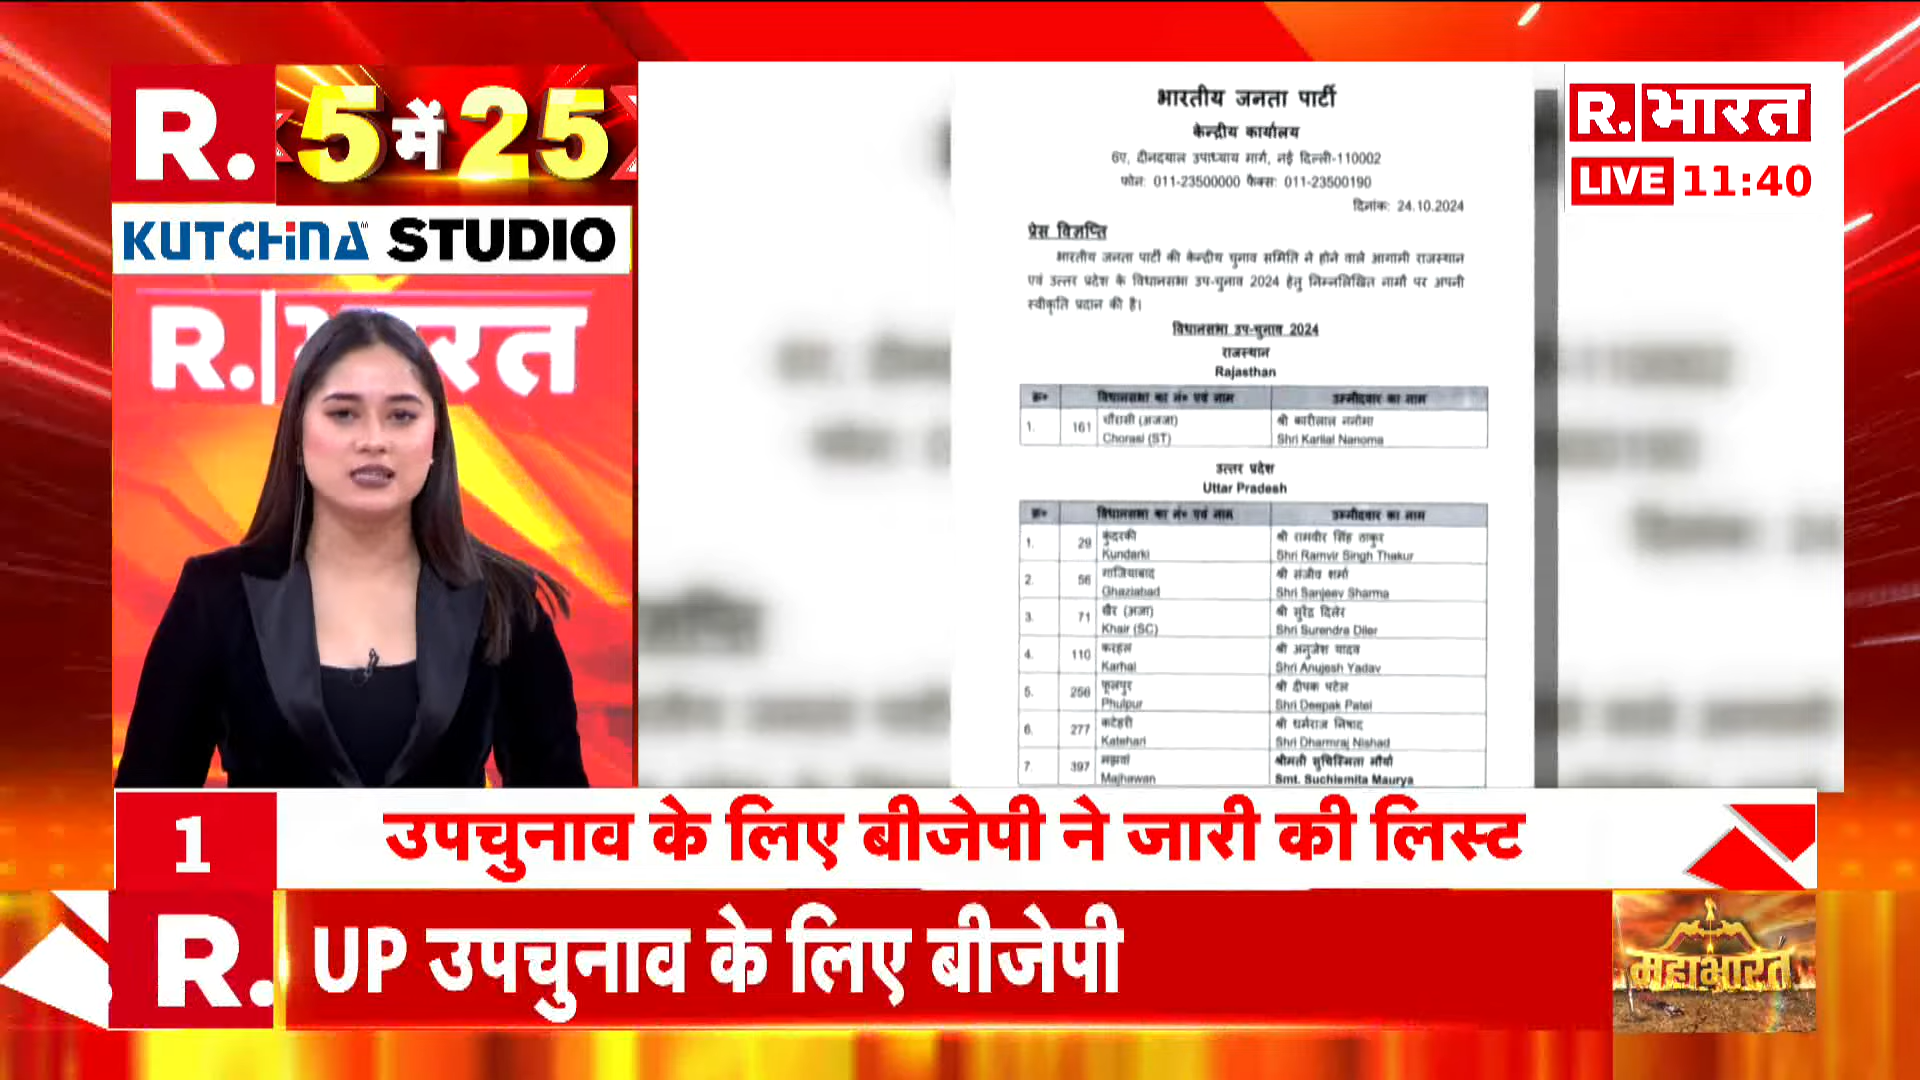 R. 5 में 25
KUTCHINA STUDIO
R. भारत
R. भारत
LIVE 11:40
भारतीय जनता पार्टी
केन्द्रीय कार्यालय
6ए, दीनदयाल उपाध्याय मार्ग, नई दिल्ली-110002
फोन: 011-23500000 फैक्स: 011-23500190
दिनांक: 24.10.2024
प्रेस विज्ञप्ति
भारतीय जनता पार्टी की केन्द्रीय चुनाव समिति ने होने वाले आगामी राजस्थान
एवं उत्तर प्रदेश के विधानसभा उप-चुनाव 2024 हेतु निम्नलिखित नामों पर अपनी
स्वीकृति प्रदान की है।
विधानसभा उप-चुनाव 2024
राजस्थान
Rajasthan
क्र० विधानसभा का सं० एवं नाम उम्मीदवार का नाम
1. 161 चौरासी (अजजा) श्री कारीलाल ननोमा
Chorasi (ST) Shri Karilal Nanoma
उत्तर प्रदेश
Uttar Pradesh
क्र० विधानसभा का सं० एवं नाम उम्मीदवार का नाम
1. 29 कुंदरकी श्री रामवीर सिंह ठाकुर
Kundarki Shri Ramvir Singh Thakur
2. 56 गाजियाबाद श्री संजीव शर्मा
Ghaziabad Shri Sanjeev Sharma
3. 71 खैर (अजा) श्री सुरेंद्र दिलेर
Khair (SC) Shri Surendra Diler
4. 110 करहल श्री अनुजेश यादव
Karhal Shri Anujesh Yadav
5. 256 फूलपुर श्री दीपक पटेल
Phulpur Shri Deepak Patel
6. 277 कटेहरी श्री धर्मराज निषाद
Katehari Shri Dharmraj Nishad
7. 397 मझवां श्रीमती सुचिस्मिता मौर्या
Majhawan Smt. Suchismita Maurya
1 उपचुनाव के लिए बीजेपी ने जारी की लिस्ट
R. UP उपचुनाव के लिए बीजेपी
महाभारत